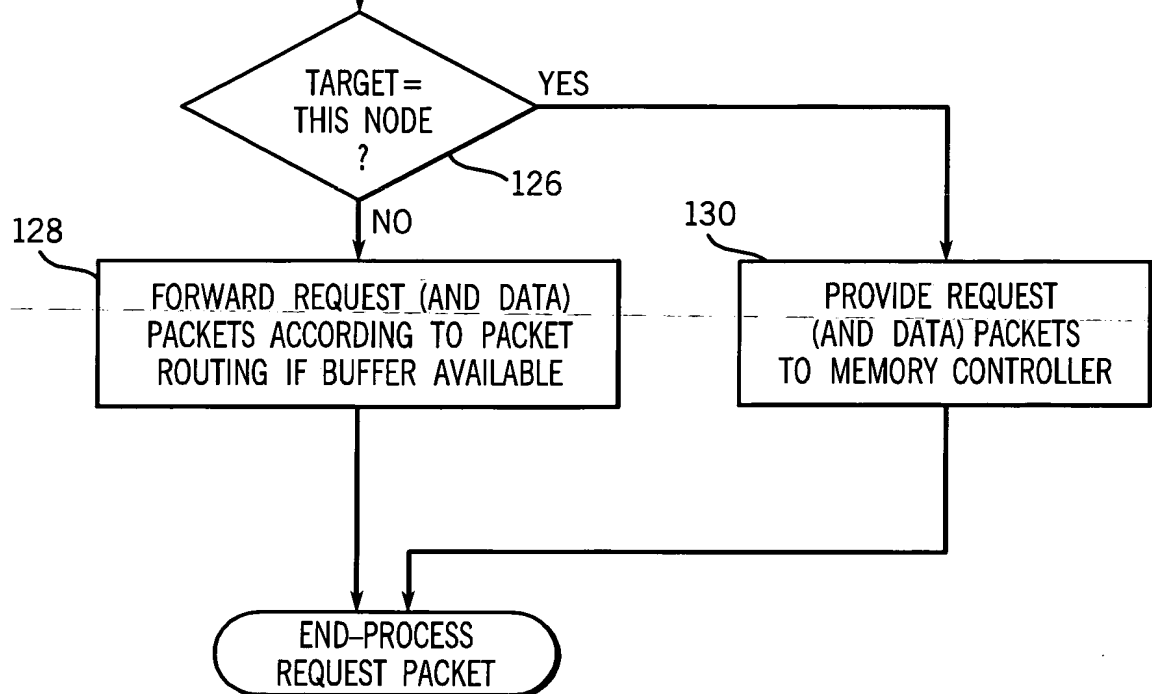 TARGET=
THIS NODE
?
YES
126
NO
128
FORWARD REQUEST (AND DATA)
PACKETS ACCORDING TO PACKET
ROUTING IF BUFFER AVAILABLE
130
PROVIDE REQUEST
(AND DATA) PACKETS
TO MEMORY CONTROLLER
END-PROCESS
REQUEST PACKET